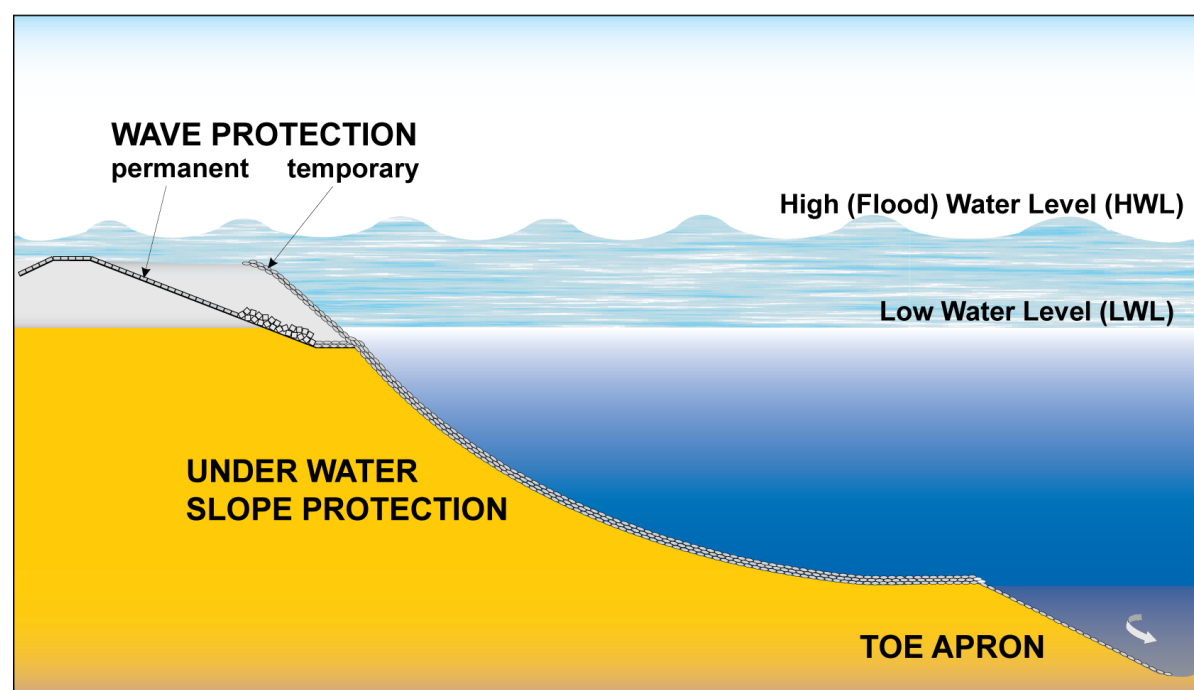 WAVE PROTECTION
permanent temporary
High (Flood) Water Level (HWL)
Low Water Level (LWL)
UNDER WATER
SLOPE PROTECTION
TOE APRON